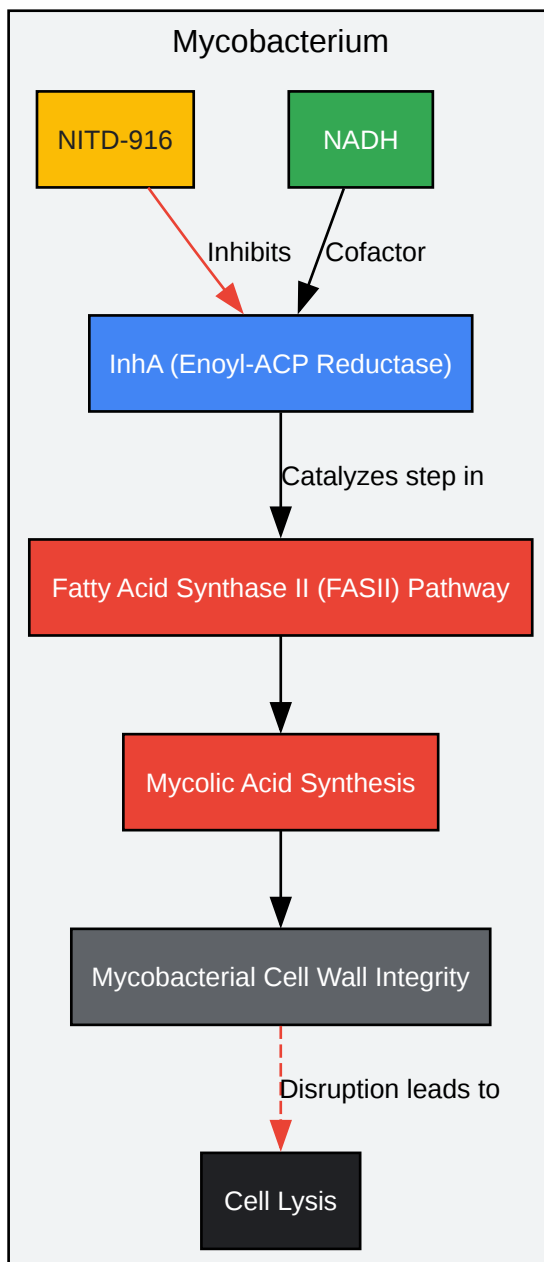 Mycobacterium
NITD-916
NADH
Inhibits
Cofactor
InhA (Enoyl-ACP Reductase)
Catalyzes step in
Fatty Acid Synthase II (FASII) Pathway
Mycolic Acid Synthesis
Mycobacterial Cell Wall Integrity
Disruption leads to
Cell Lysis